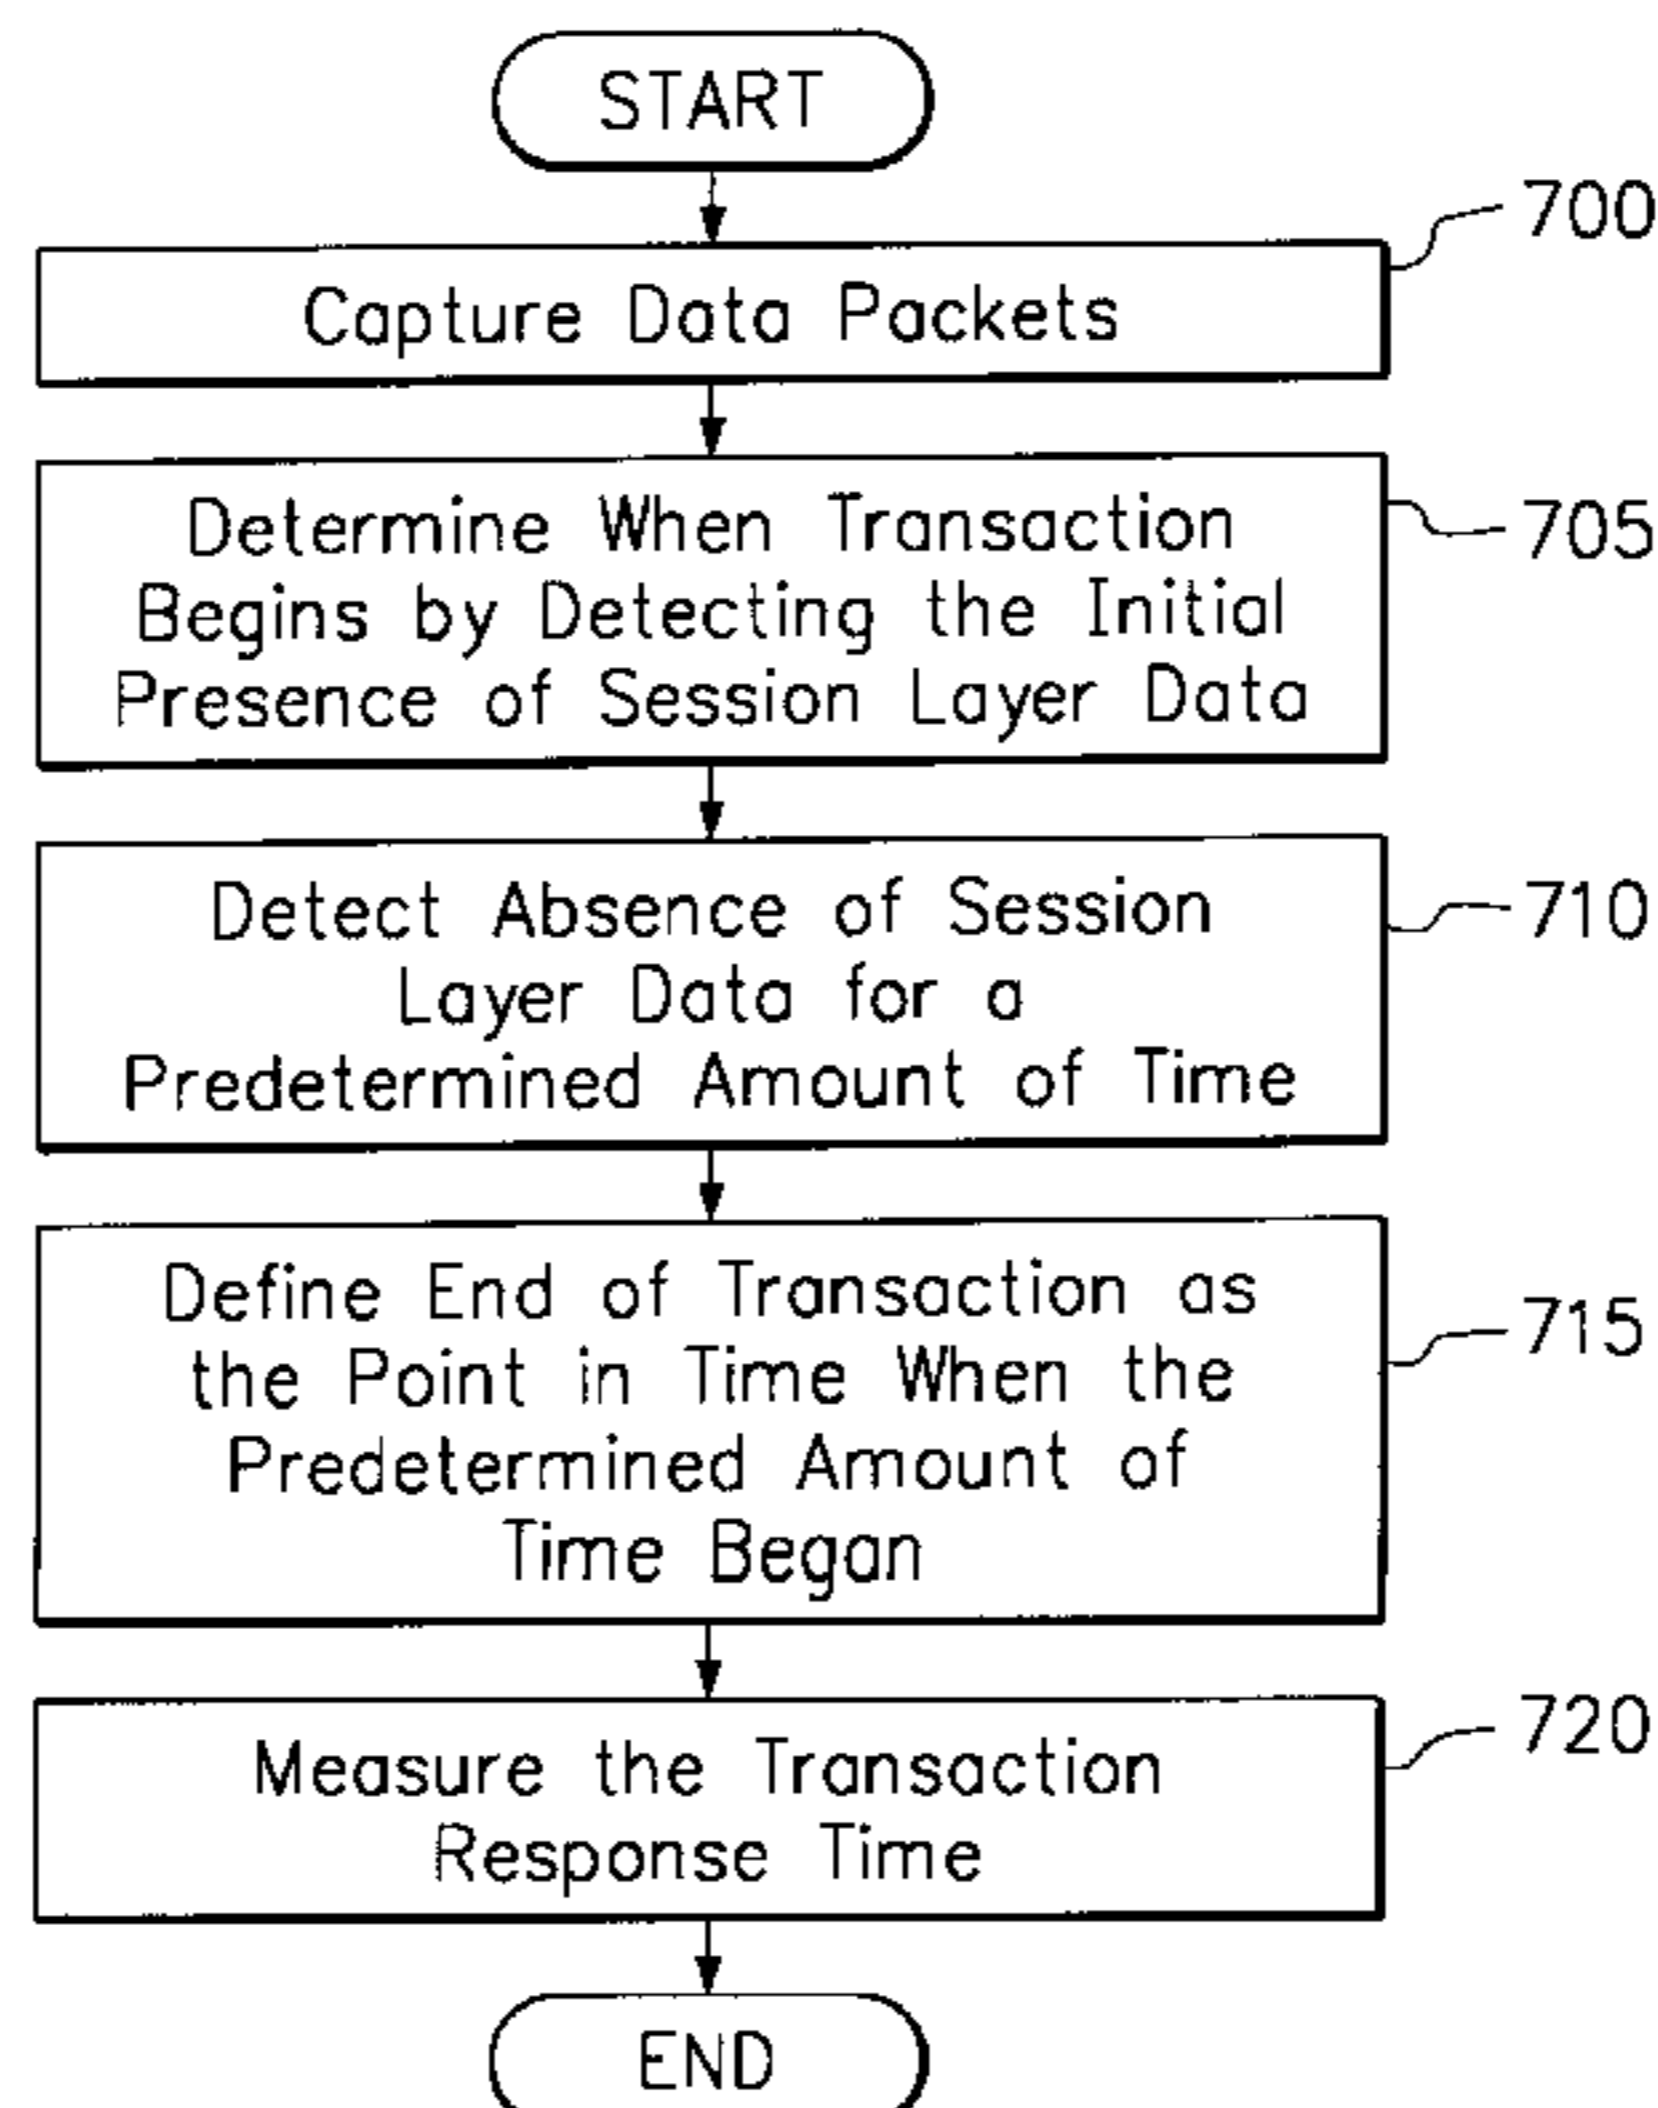 START
700
Capture Data Packets
Determine When Transaction
705
Begins by Detecting the Initial
Presence of Session Layer Data
Detect Absence of Session
710
Layer Data for a
Predetermined Amount of Time
Define End of Transaction as
715
the Point in Time When the
Predetermined Amount of
Time Began
720
Measure the Transaction
Response Time
END